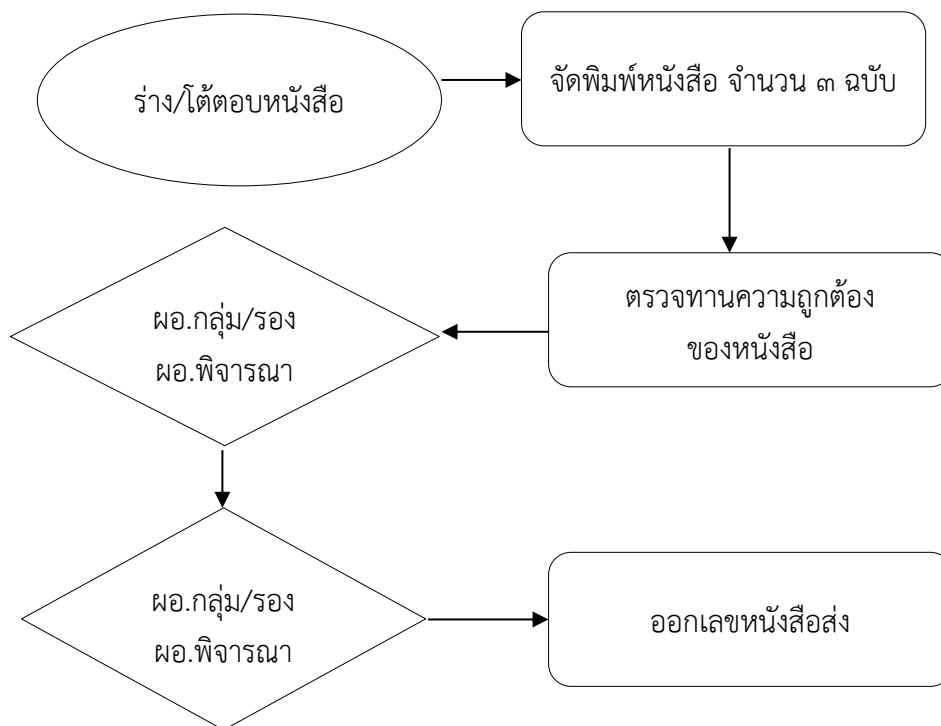 ร่าง/โต้ตอบหนังสือ
จัดพิมพ์หนังสือ จำนวน ๓ ฉบับ
ตรวจทานความถูกต้อง
ของหนังสือ
ผอ.กลุ่ม/รอง
ผอ.พิจารณา
ผอ.กลุ่ม/รอง
ผอ.พิจารณา
ออกเลขหนังสือส่ง